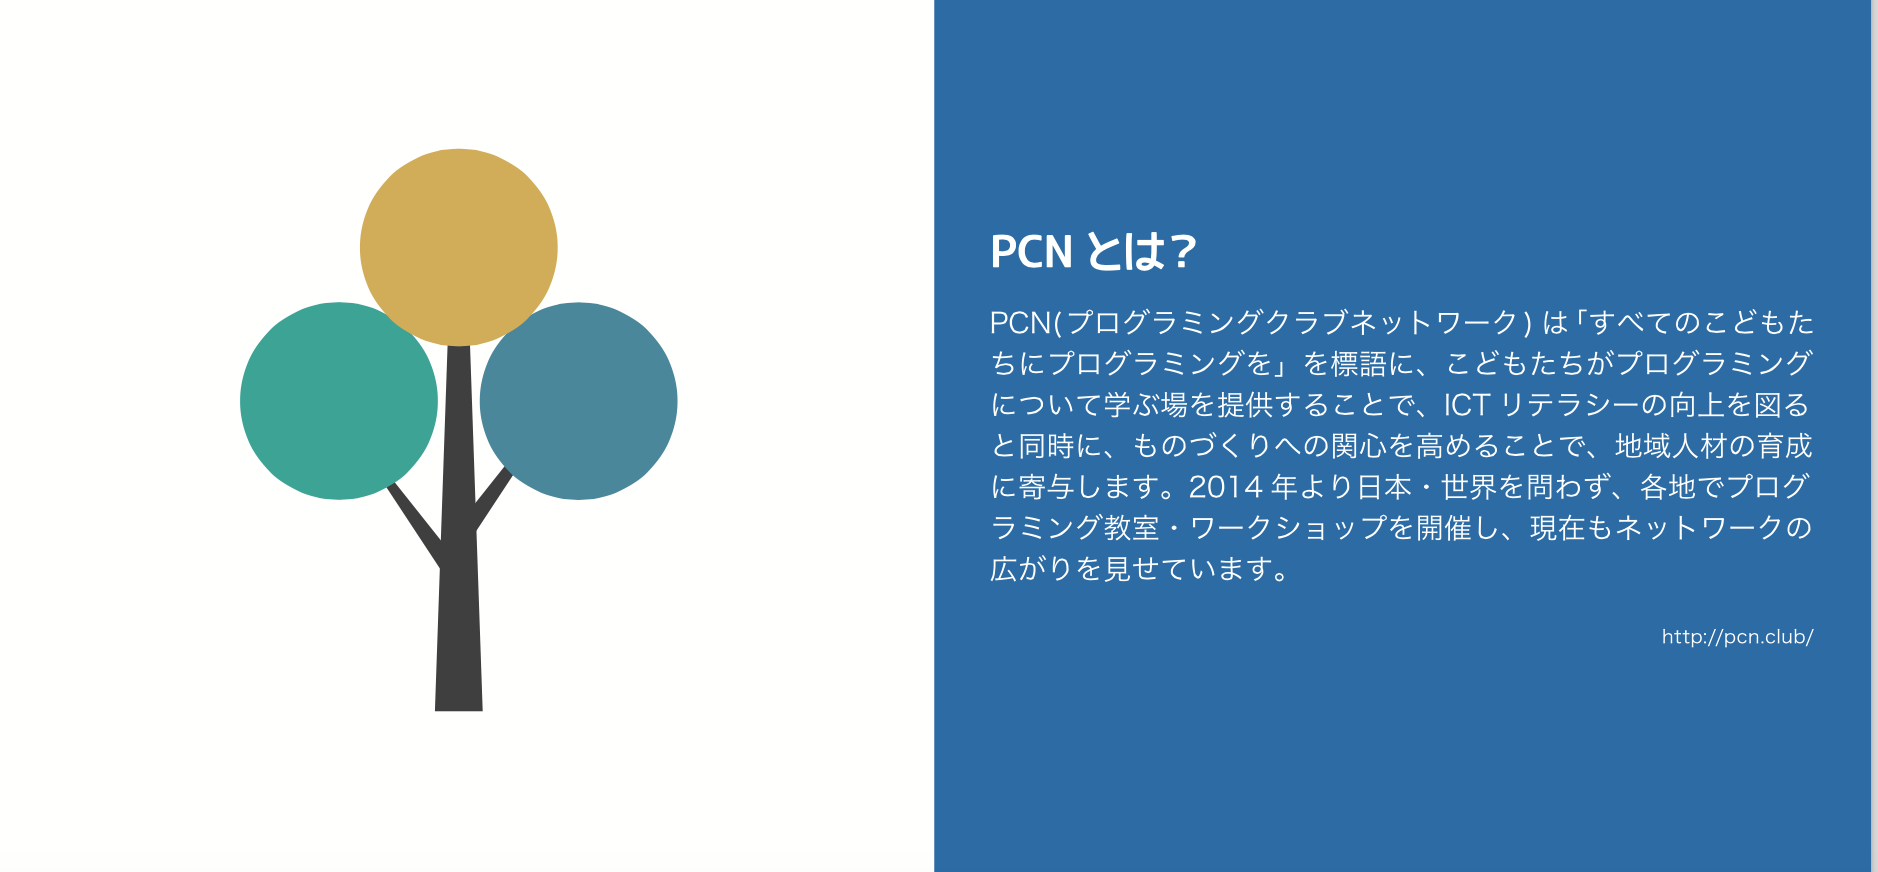 PCN とは？
PCN(プログラミングクラブネットワーク) は「すべてのこどもた
ちにプログラミングを」を標語に、こどもたちがプログラミング
について学ぶ場を提供することで、ICT リテラシーの向上を図る
と同時に、ものづくりへの関心を高めることで、地域人材の育成
に寄与します。2014 年より日本・世界を問わず、各地でプログ
ラミング教室・ワークショップを開催し、現在もネットワークの
広がりを見せています。
http://pcn.club/